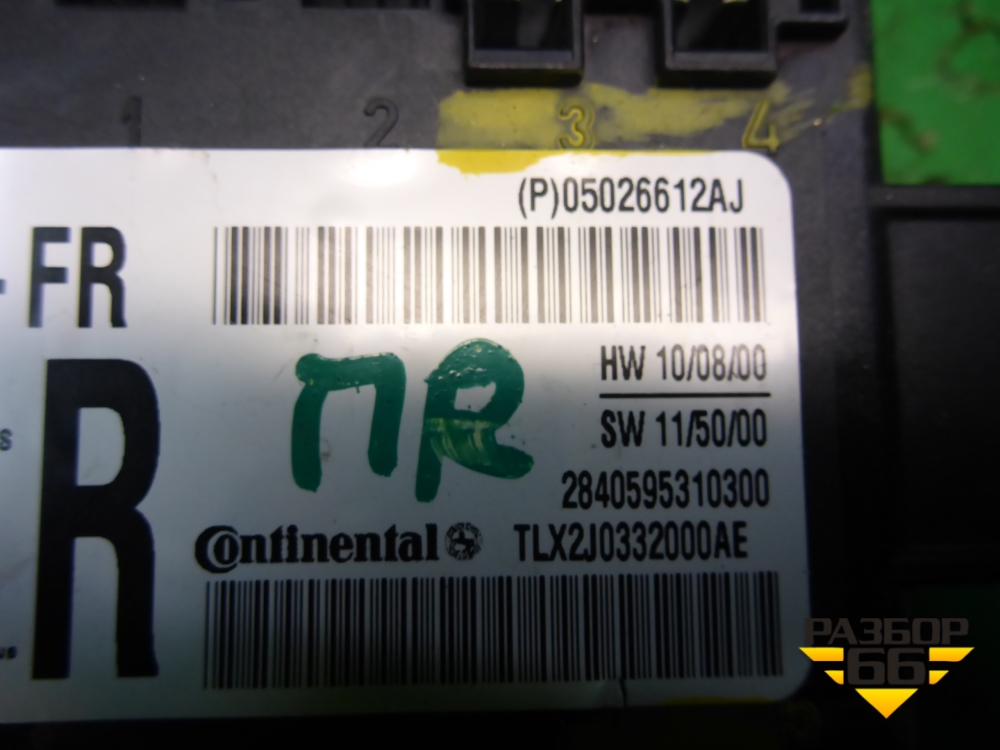 1 2 3 4
(P)05026612AJ
FR
HW 10/08/00
ПR
SW 11/50/00
2840595310300
R
Continental
TLX2J0332000AE
РАЗБОР
66